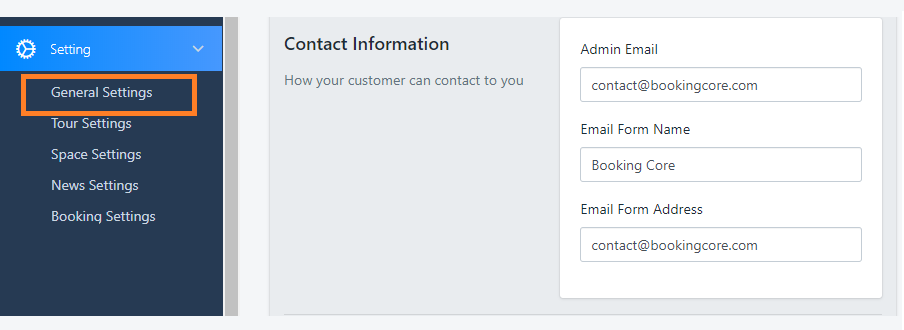 Setting
General Settings
Tour Settings
Space Settings
News Settings
Booking Settings
Contact Information
How your customer can contact to you
Admin Email
contact@bookingcore.com
Email Form Name
Booking Core
Email Form Address
contact@bookingcore.com